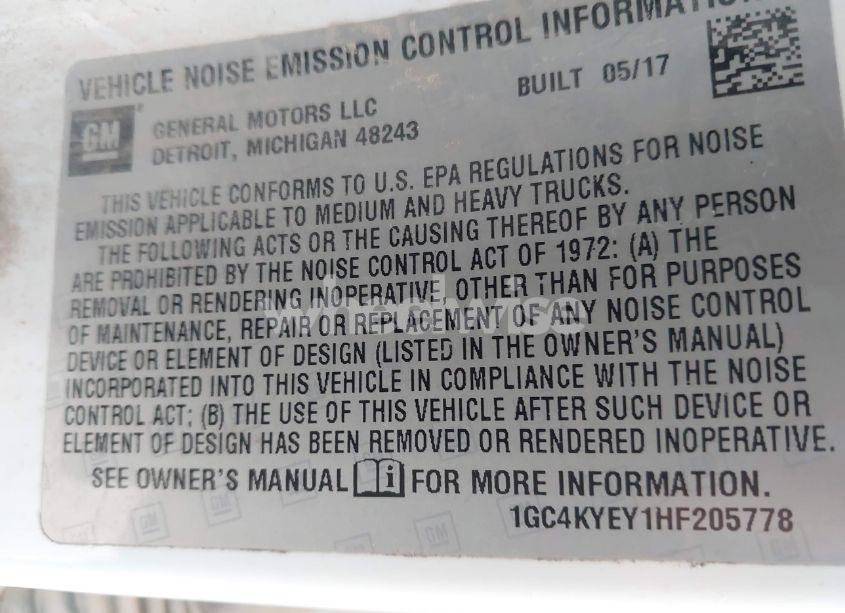 VEHICLE NOISE EMISSION CONTROL INFORMATION
BUILT 05/17
GM
GENERAL MOTORS LLC
DETROIT, MICHIGAN 48243
THIS VEHICLE CONFORMS TO U.S. EPA REGULATIONS FOR NOISE
EMISSION APPLICABLE TO MEDIUM AND HEAVY TRUCKS.
THE FOLLOWING ACTS OR THE CAUSING THEREOF BY ANY PERSON
ARE PROHIBITED BY THE NOISE CONTROL ACT OF 1972: (A) THE
REMOVAL OR RENDERING INOPERATIVE, OTHER THAN FOR PURPOSES
OF MAINTENANCE, REPAIR OR REPLACEMENT OF ANY NOISE CONTROL
DEVICE OR ELEMENT OF DESIGN (LISTED IN THE OWNER'S MANUAL)
INCORPORATED INTO THIS VEHICLE IN COMPLIANCE WITH THE NOISE
CONTROL ACT; (B) THE USE OF THIS VEHICLE AFTER SUCH DEVICE OR
ELEMENT OF DESIGN HAS BEEN REMOVED OR RENDERED INOPERATIVE.
SEE OWNER'S MANUAL i FOR MORE INFORMATION.
1GC4KYEY1HF205778